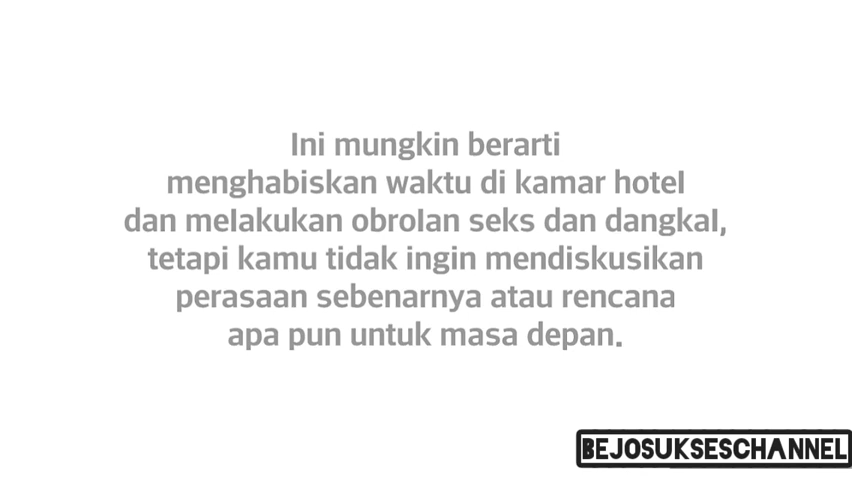 Ini mungkin berarti
menghabiskan waktu di kamar hotel
dan melakukan obrolan seks dan dangkal,
tetapi kamu tidak ingin mendiskusikan
perasaan sebenarnya atau rencana
apa pun untuk masa depan.
BEJOSUKSESCHANNEL